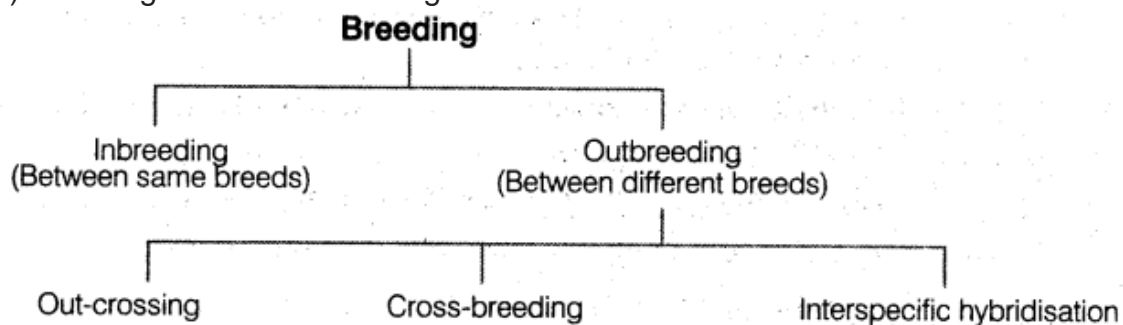 Breeding
Inbreeding
(Between same breeds)
Outbreeding
(Between different breeds)
Out-crossing
Cross-breeding
Interspecific hybridisation